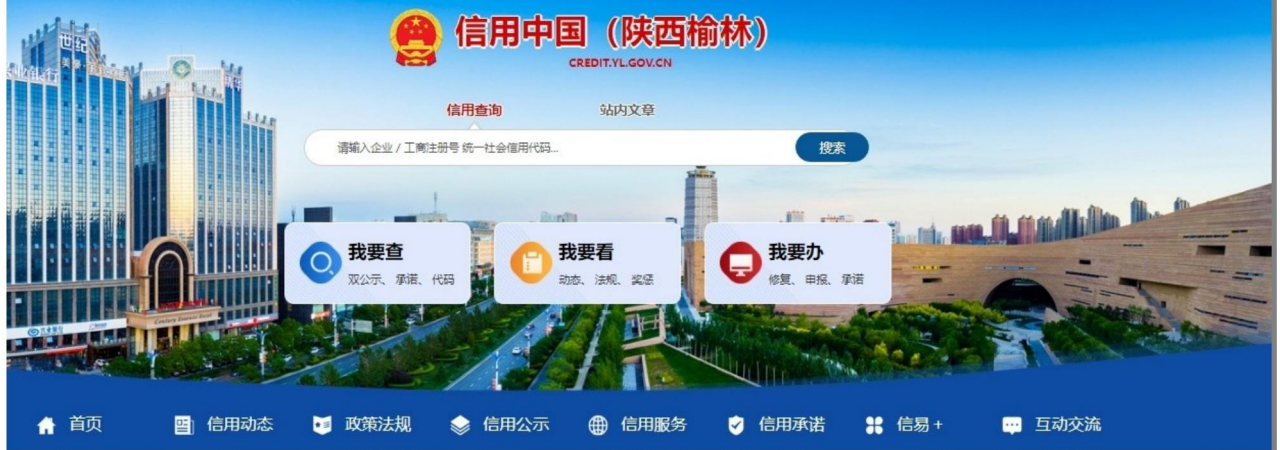 信用中国（陕西榆林）
CREDIT.YL.GOV.CN
信用查询
站内文章
请输入企业 / 工商注册号 统一社会信用代码...
搜索
我要查
双公示、承诺、代码
我要看
动态、法规、奖惩
我要办
修复、申报、承诺
世纪
首页
信用动态
政策法规
信用公示
信用服务
信用承诺
信易+
互动交流